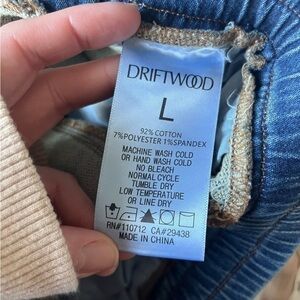 DRIFTWOOD
L
92% COTTON
7%POLYESTER 1%SPANDEX
MACHINE WASH COLD
OR HAND WASH COLD
NO BLEACH
NORMAL CYCLE
TUMBLE DRY
LOW TEMPERATURE
OR LINE DRY
RN#110712 CA#29438
MADE IN CHINA